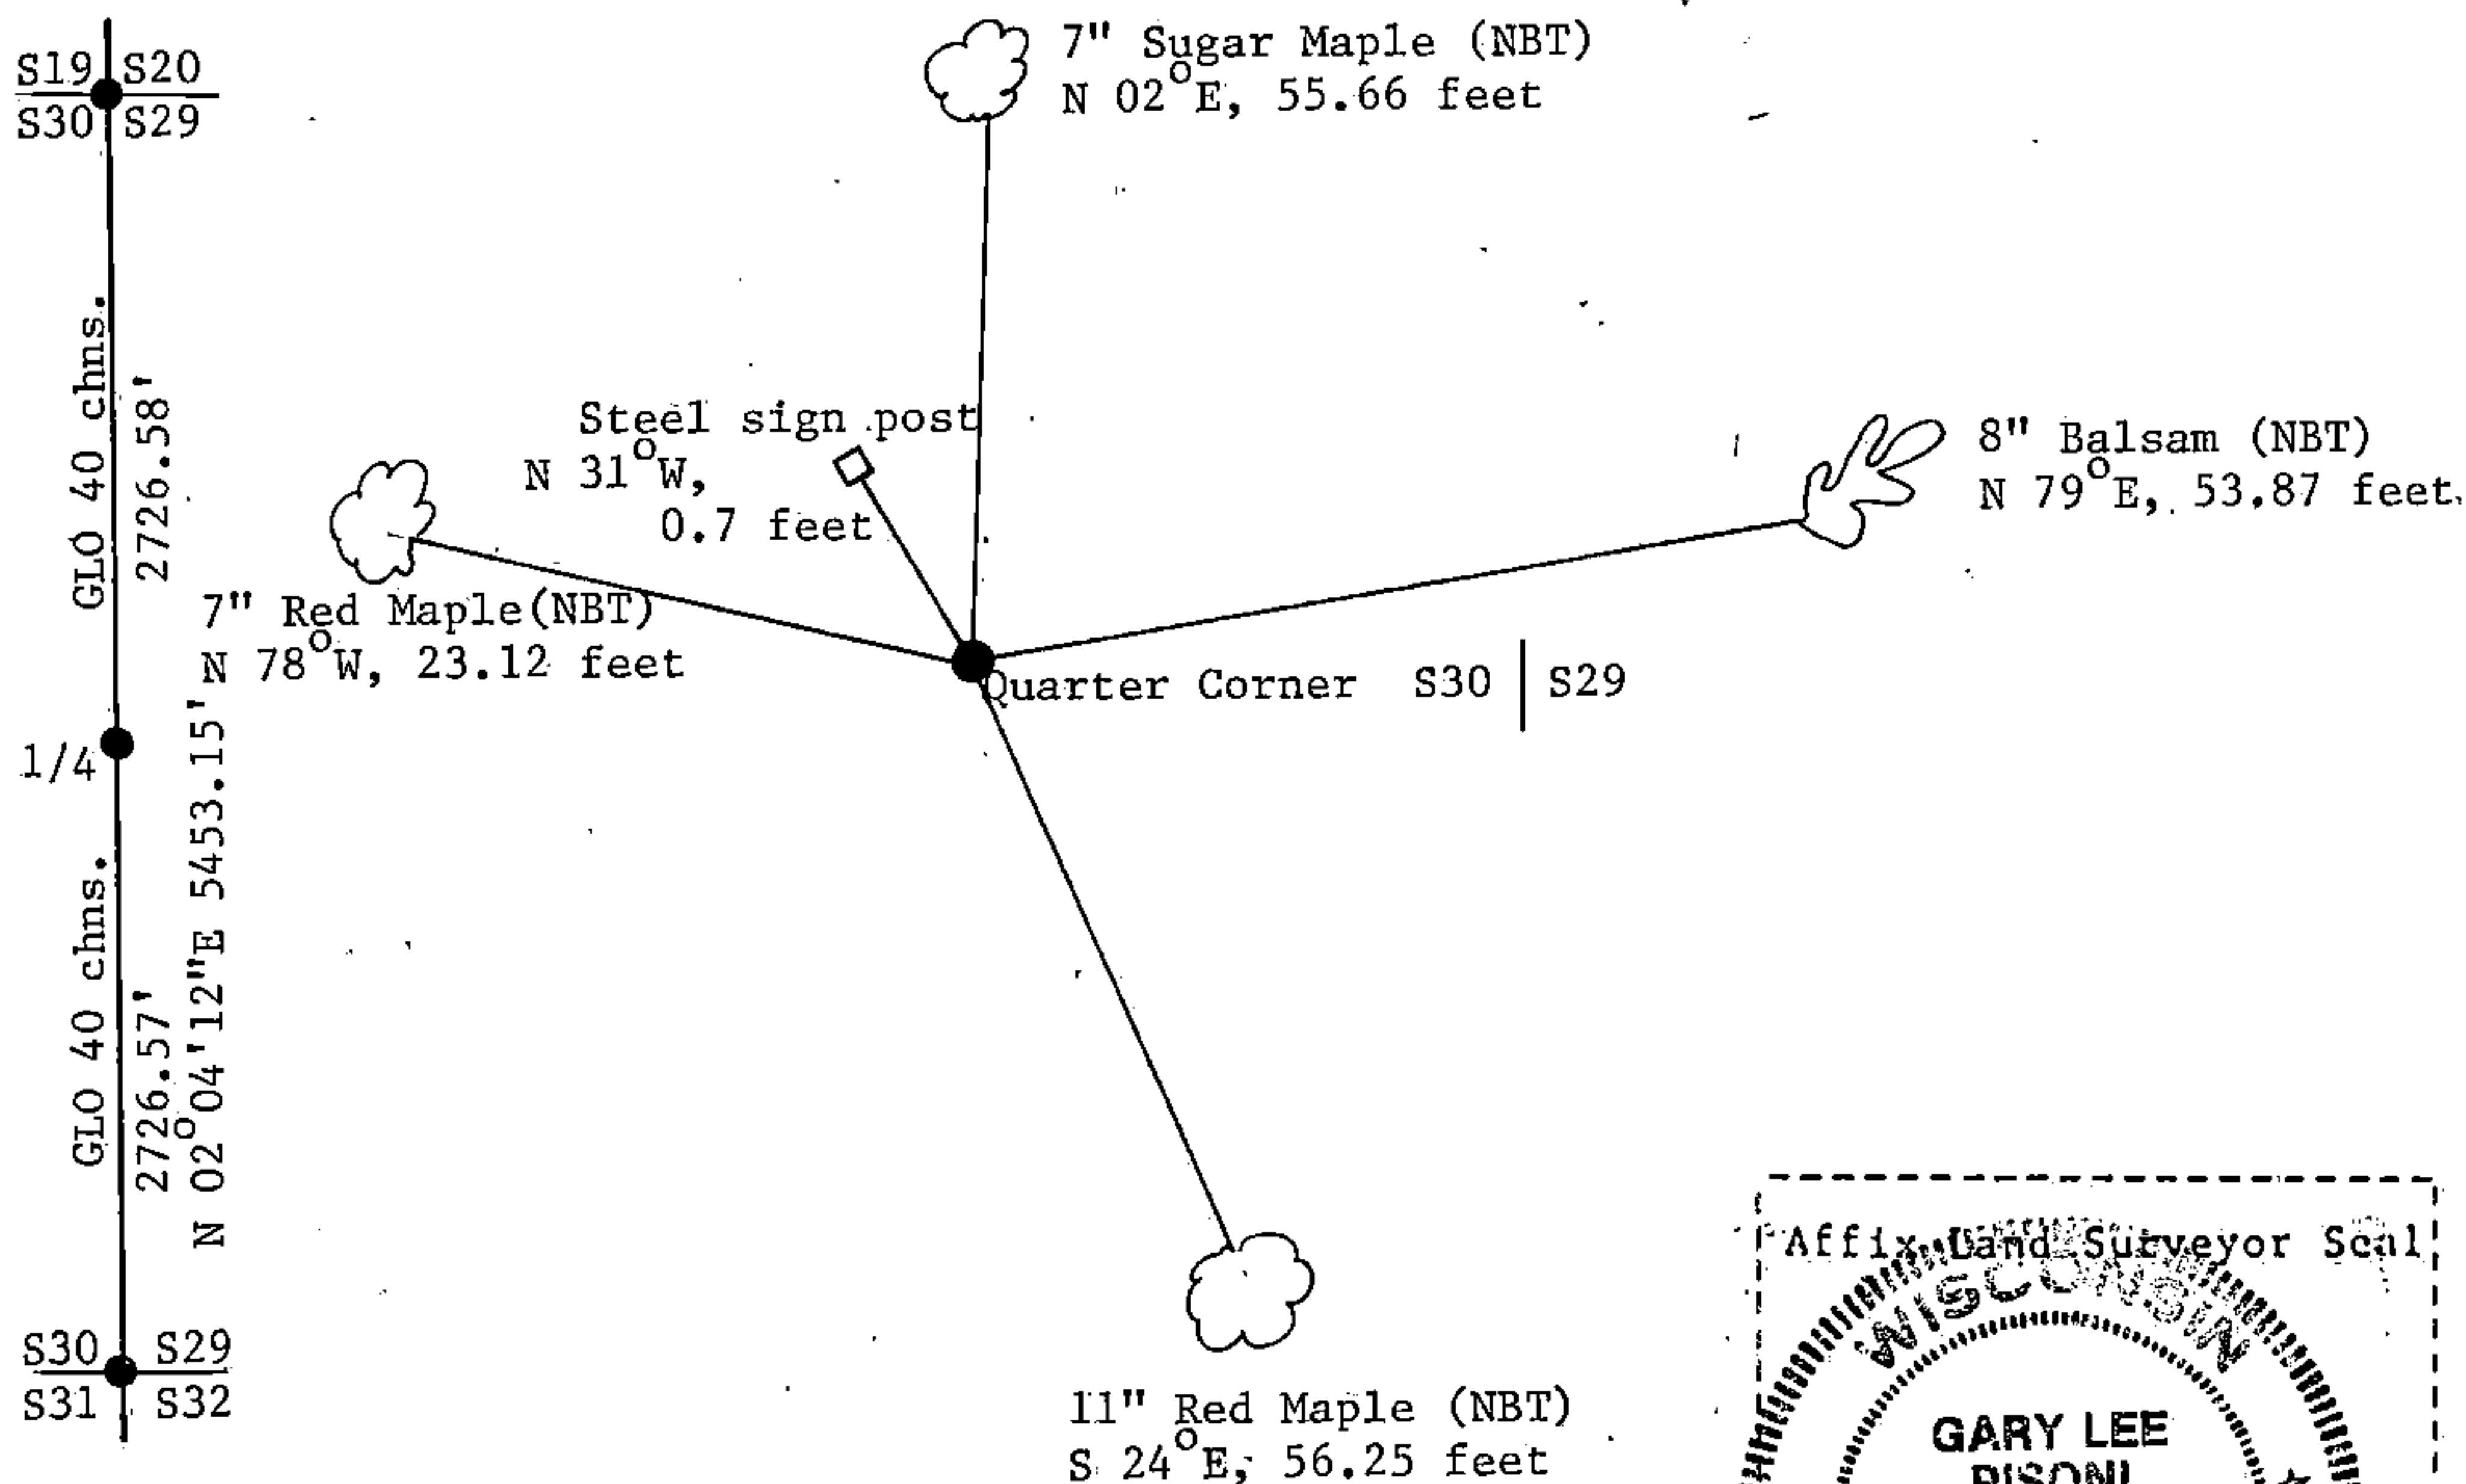 S19 S20
S30 S29
7" Sugar Maple (NBT)
N 02°E, 55.66 feet
GLO 40 chns.
2726.58'
Steel sign post
N 31°W,
0.7 feet
8" Balsam (NBT)
N 79°E, 53.87 feet.
7" Red Maple(NBT)
N 78°W, 23.12 feet
Quarter Corner S30 | S29
1/4
GLO 40 chns.
2726.57'
N 02°04'12"E 5453.15'
S30 S29
S31 S32
11" Red Maple (NBT)
S 24°E, 56.25 feet
Affix Land Surveyor Seal
WISCONSIN
GARY LEE